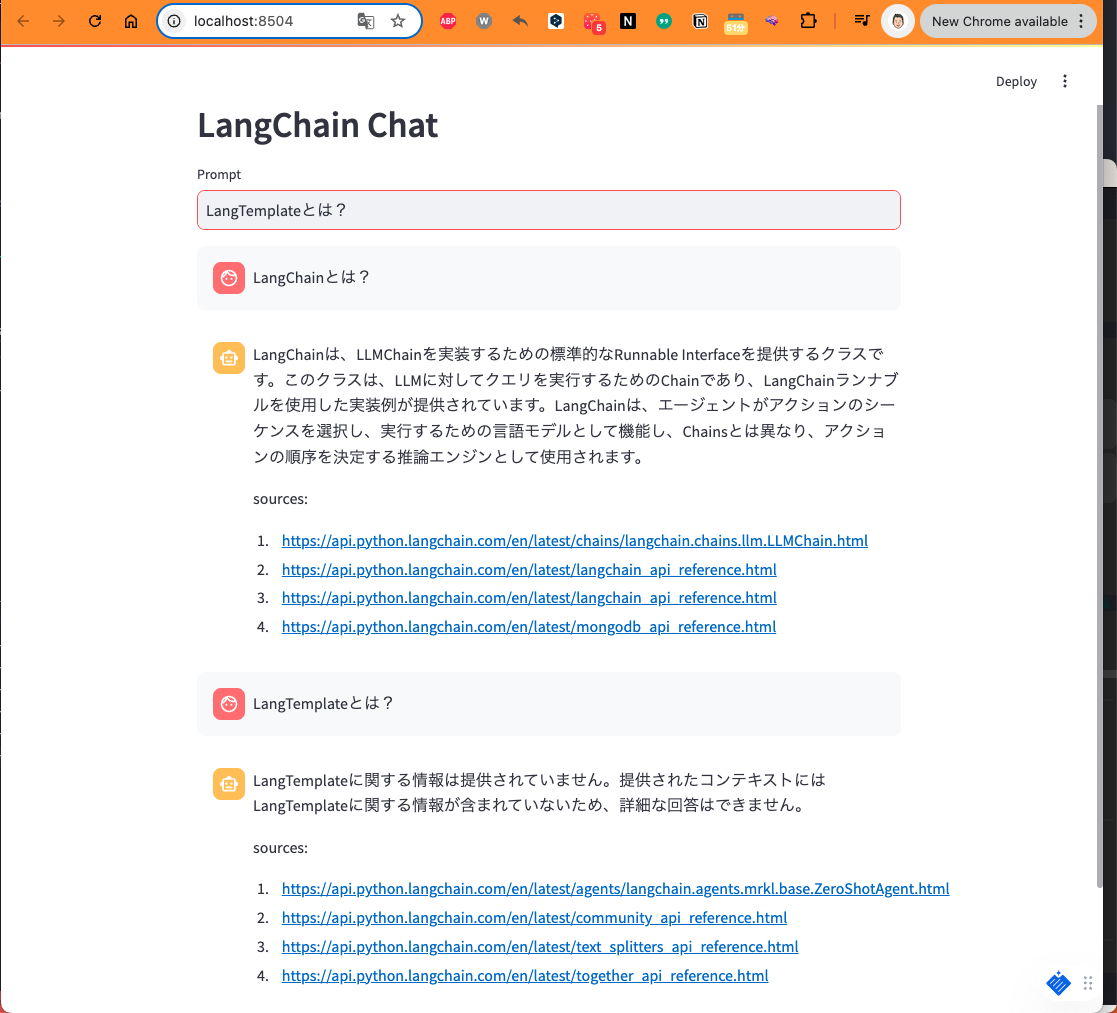 localhost:8504
ABP
W
5
N
61分
New Chrome available
Deploy
LangChain Chat
Prompt
LangTemplateとは？
LangChainとは？
LangChainは、LLMChainを実装するための標準的なRunnable Interfaceを提供するクラスで
す。このクラスは、LLMに対してクエリを実行するためのChainであり、LangChainランナブ
ルを使用した実装例が提供されています。LangChainは、エージェントがアクションのシー
ケンスを選択し、実行するための言語モデルとして機能し、Chainsとは異なり、アクショ
ンの順序を決定する推論エンジンとして使用されます。
sources:
1. https://api.python.langchain.com/en/latest/chains/langchain.chains.llm.LLMChain.html
2. https://api.python.langchain.com/en/latest/langchain_api_reference.html
3. https://api.python.langchain.com/en/latest/langchain_api_reference.html
4. https://api.python.langchain.com/en/latest/mongodb_api_reference.html
LangTemplateとは？
LangTemplateに関する情報は提供されていません。提供されたコンテキストには
LangTemplateに関する情報が含まれていないため、詳細な回答はできません。
sources:
1. https://api.python.langchain.com/en/latest/agents/langchain.agents.mrkl.base.ZeroShotAgent.html
2. https://api.python.langchain.com/en/latest/community_api_reference.html
3. https://api.python.langchain.com/en/latest/text_splitters_api_reference.html
4. https://api.python.langchain.com/en/latest/together_api_reference.html